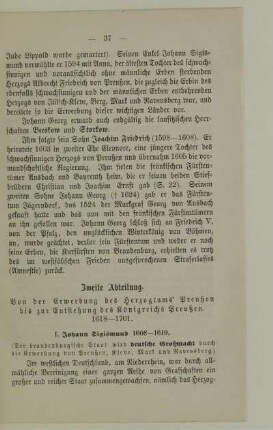 — 37 —
Jude Lippold wurde gemartert). Seinen Enkel Johann Sigis-
mund vermählte er 1594 mit Anna, der ältesten Tochter des schwach-
sinnigen und voraussichtlich ohne männliche Erben sterbenden
Herzogs Albrecht Friedrich von Preußen, die zugleich die Erbin des
ebenfalls schwachsinnigen und der männlichen Erben entbehrenden
Herzogs von Jülich-Kleve, Berg, Mark und Ravensberg war, und
bereitete so die Erwerbung dieser wichtigen Länder vor.
Johann Georg erwarb auch endgültig die lausitzischen Herr-
schaften Beeskow und Storkow.
Ihm folgte sein Sohn Joachim Friedrich (1598—1608). Er
heiratete 1603 in zweiter Ehe Eleonore, eine jüngere Tochter des
schwachsinnigen Herzogs von Preußen und übernahm 1605 die vormund-
schaftliche Regierung. Ihm fielen die fränkischen Fürsten-
tümer Ansbach und Bayreuth heim, die er seinen beiden Stief-
brüdern Christian und Joachim Ernst gab (S. 22). Seinem
zweiten Sohne Johann Georg († 1624) gab er das Fürsten-
tum Jägerndorf, das 1524 der Markgraf Georg von Ansbach
gekauft hatte und das nun mit den fränkischen Fürstentümern
an ihn gefallen war. Johann Georg schloß sich an Friedrich V.
von der Pfalz, den unglücklichen Winterkönig von Böhmen,
an, wurde geächtet, sein Fürstentum eingezogen und trotz der seine
Erben, die Kurfürsten von Brandenburg, erhielten es trotz des
im westfälischen Frieden ausgesprochenen Straferlasses
(Amnestie) zurück.
Zweite Abteilung.
Von der Erwerbung des Herzogtums Preußen
bis zur Entstehung des Königreichs Preußen.
1618—1701.
1. Johann Sigismund 1608—1619.
(Der brandenburgische Staat wird deutsche Großmacht durch
die Erwerbung von Preußen, Kleve, Mark und Ravensberg)
Im westlichen Deutschland, am Niederrhein, war durch all-
mähliche Vereinigung einer ganzen Reihe von Grafschaften ein
großer und reicher Staat zusammengewachsen, nämlich das Herzog-